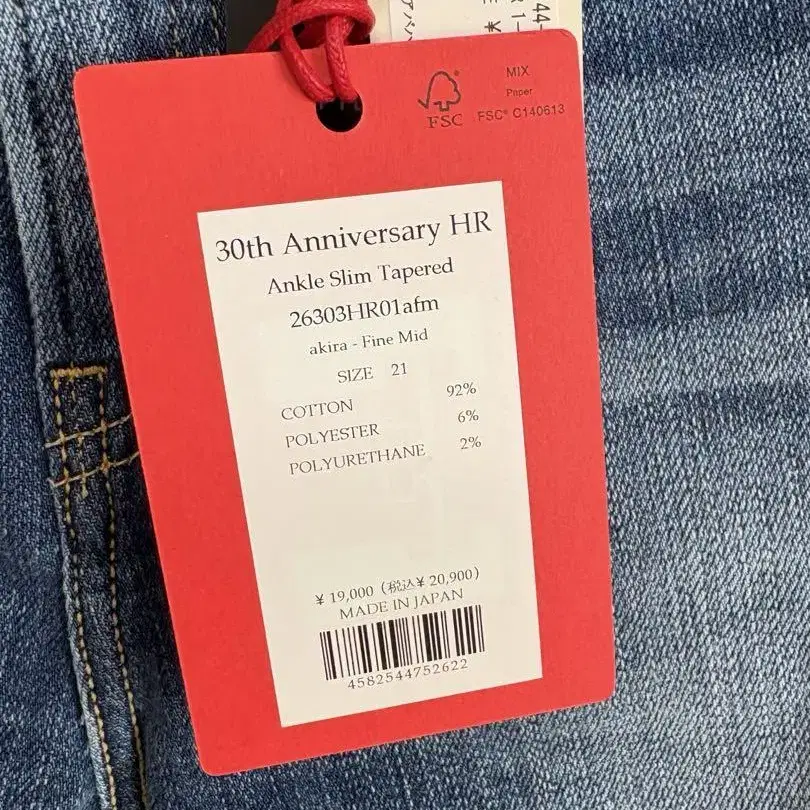 MIX
Paper
FSC
FSC® C140613
30th Anniversary HR
Ankle Slim Tapered
26303HR01afm
akira - Fine Mid
SIZE 21
COTTON 92%
POLYESTER 6%
POLYURETHANE 2%
¥ 19,000 (税込¥ 20,900)
MADE IN JAPAN
4582544752622